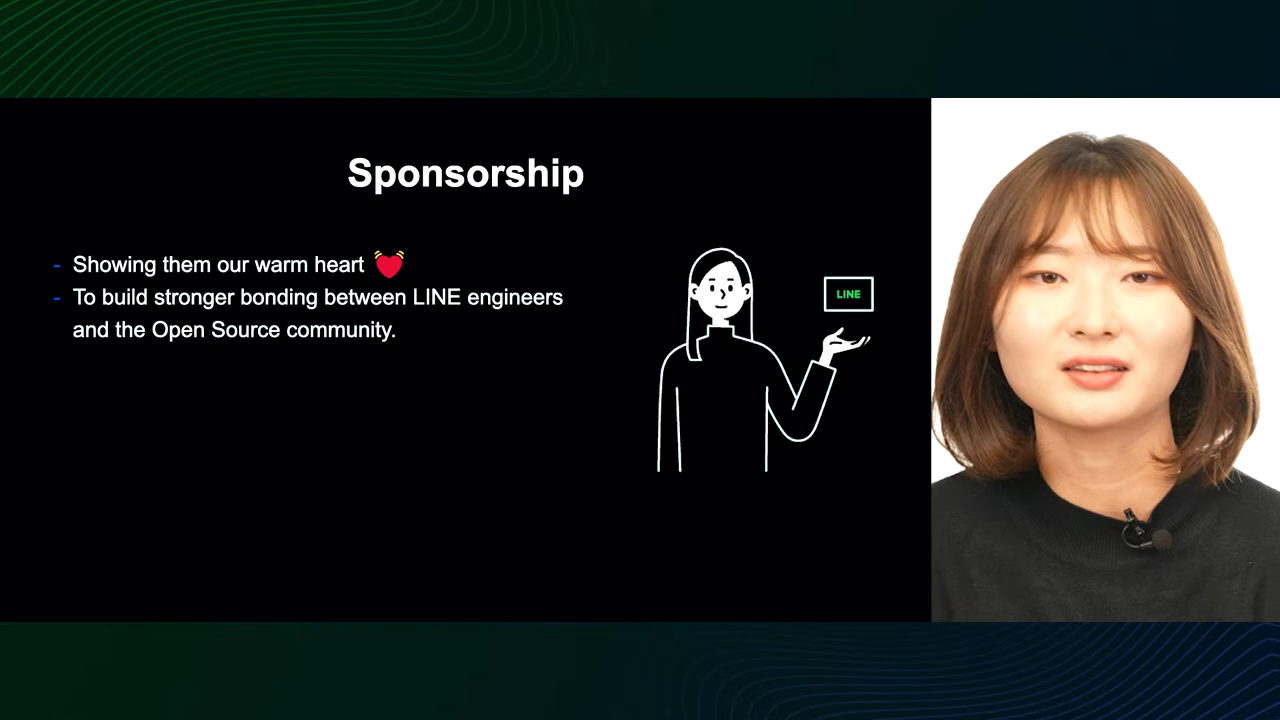 Sponsorship
- Showing them our warm heart 💓
- To build stronger bonding between LINE engineers
and the Open Source community.
LINE